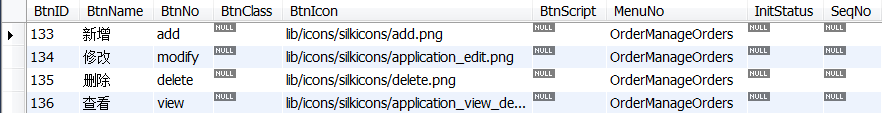 BtnID BtnName BtnNo BtnClass BtnIcon BtnScript MenuNo InitStatus SeqNo
133 新增 add NULL lib/icons/silkicons/add.png NULL OrderManageOrders NULL NULL
134 修改 modify NULL lib/icons/silkicons/application_edit.png NULL OrderManageOrders NULL NULL
135 删除 delete NULL lib/icons/silkicons/delete.png NULL OrderManageOrders NULL NULL
136 查看 view NULL lib/icons/silkicons/application_view_de... NULL OrderManageOrders NULL NULL